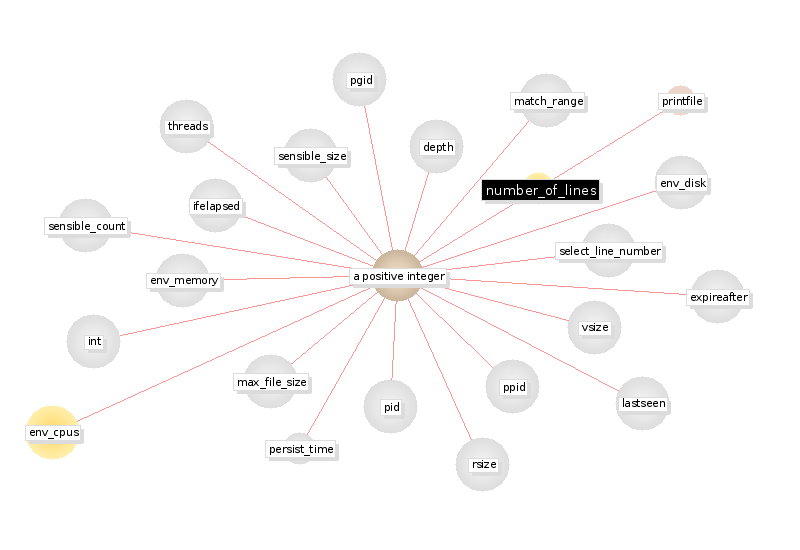 pgid
match_range
printfile
threads
depth
sensible_size
env_disk
number_of_lines
ifelapsed
sensible_count
select_line_number
a positive integer
env_memory
expireafter
vsize
int
max_file_size
ppid
lastseen
pid
env_cpus
persist_time
rsize